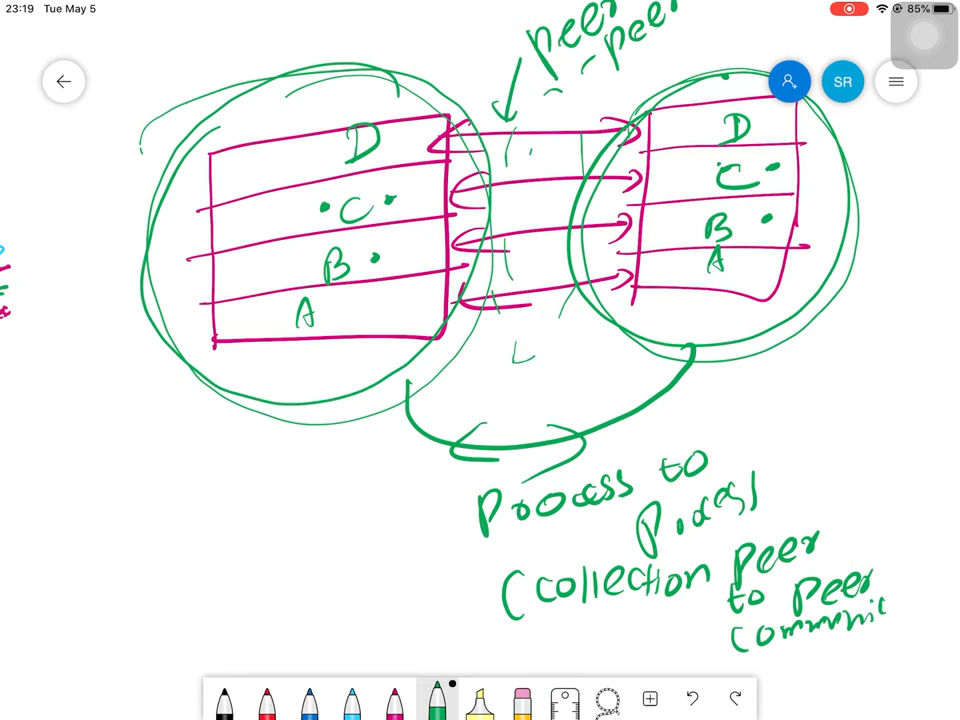 23:19 Tue May 5
85%
peer
-peer
SR
D
C
B
A
D
C
B
A
Process to
Process
(collection peer
to peer
communic